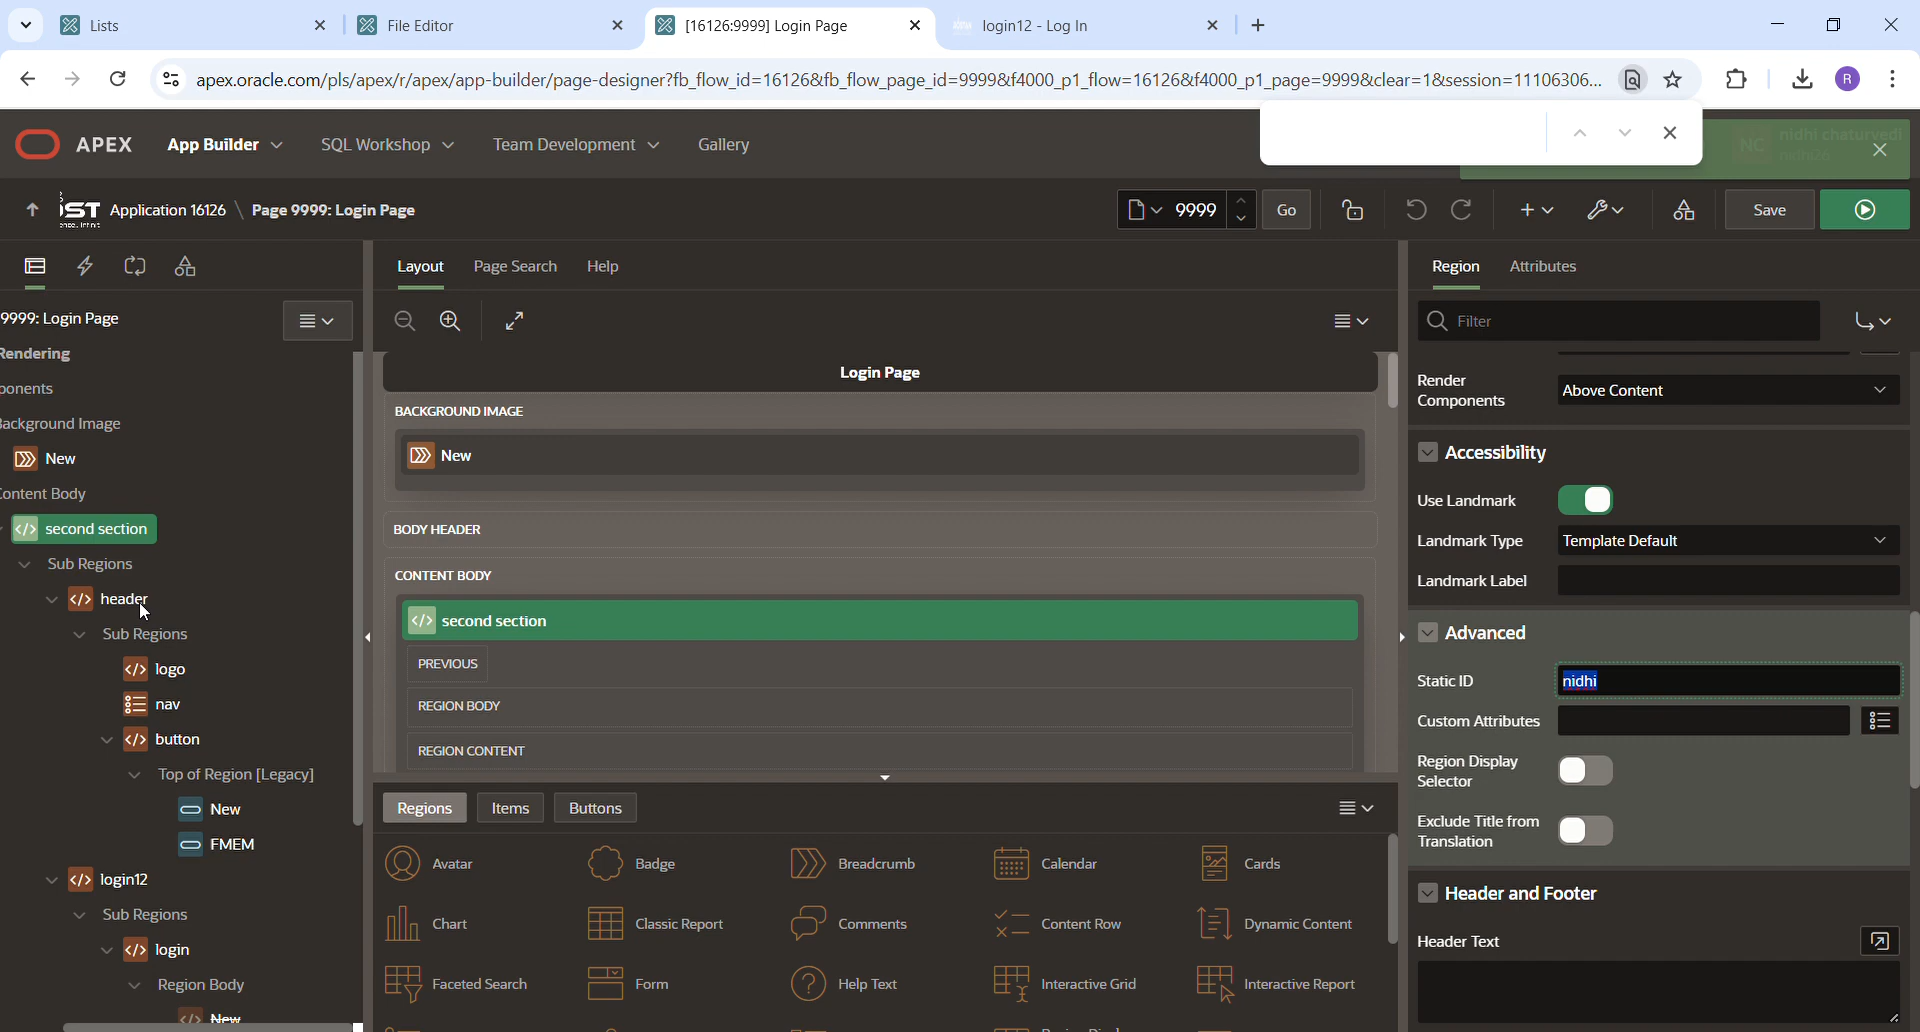 Lists
File Editor
[16126:9999] Login Page
login12 - Log In
apex.oracle.com/pls/apex/r/apex/app-builder/page-designer?fb_flow_id=16126&fb_flow_page_id=9999&f4000_p1_flow=16126&f4000_p1_page=9999&clear=1&session=11106306...
R
APEX
App Builder
SQL Workshop
Team Development
Gallery
NC
nidhi chaturvedi
Application 16126 \ Page 9999: Login Page
9999
Go
Save
Layout
Page Search
Help
Region
Attributes
9999: Login Page
Filter
Rendering
ponents
Background Image
New
Content Body
second section
Sub Regions
header
Sub Regions
logo
nav
button
Top of Region [Legacy]
New
FMEM
login12
Sub Regions
login
Region Body
New
Login Page
BACKGROUND IMAGE
New
BODY HEADER
CONTENT BODY
second section
PREVIOUS
REGION BODY
REGION CONTENT
Regions
Items
Buttons
Avatar
Badge
Breadcrumb
Calendar
Cards
Chart
Classic Report
Comments
Content Row
Dynamic Content
Faceted Search
Form
Help Text
Interactive Grid
Interactive Report
Render
Components
Above Content
Accessibility
Use Landmark
Landmark Type
Template Default
Landmark Label
Advanced
Static ID
nidhi
Custom Attributes
Region Display
Selector
Exclude Title from
Translation
Header and Footer
Header Text